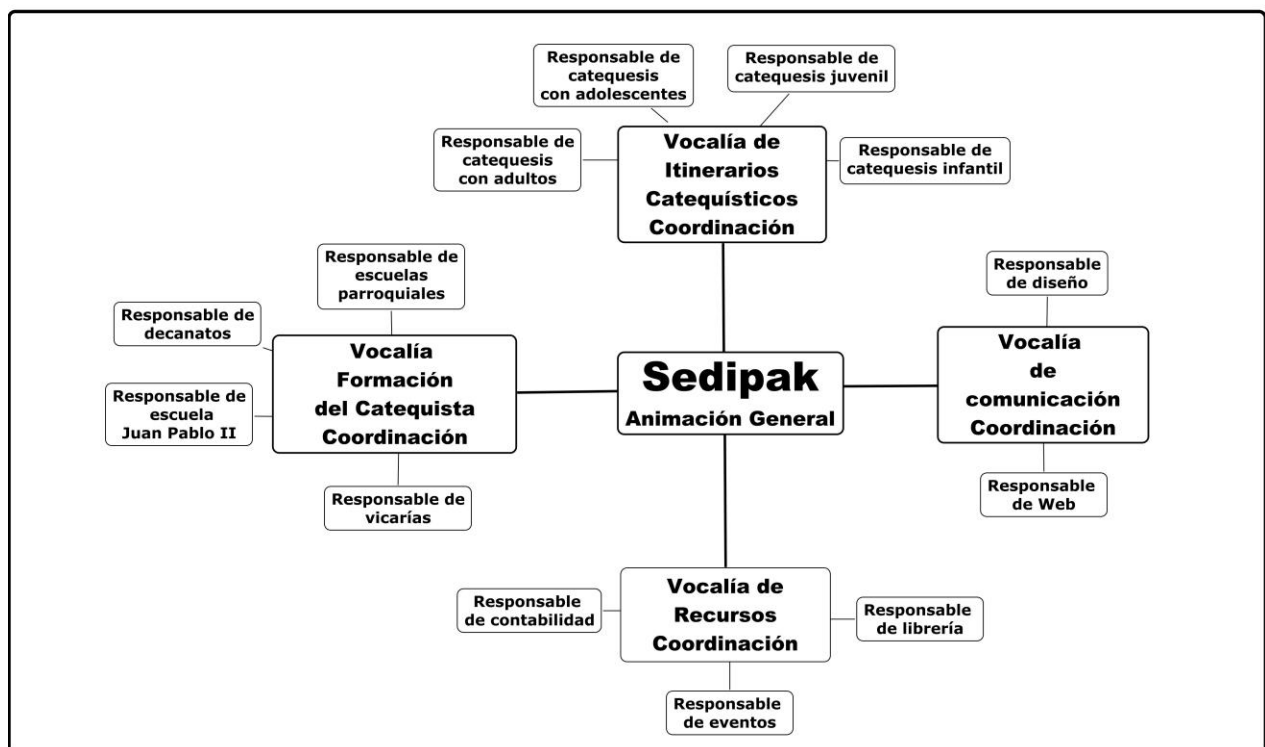 Responsable de
catequesis
con adolescentes
Responsable de
catequesis juvenil
Responsable de
catequesis
con adultos
Vocalía de
Itinerarios
Catequísticos
Coordinación
Responsable de
catequesis infantil
Responsable de
escuelas
parroquiales
Responsable
de diseño
Responsable de
decanatos
Vocalía
Formación
del Catequista
Coordinación
Sedipak
Animación General
Vocalía
de
comunicación
Coordinación
Responsable de
escuela
Juan Pablo II
Responsable de
vicarías
Responsable
de Web
Responsable
de contabilidad
Vocalía de
Recursos
Coordinación
Responsable
de librería
Responsable
de eventos